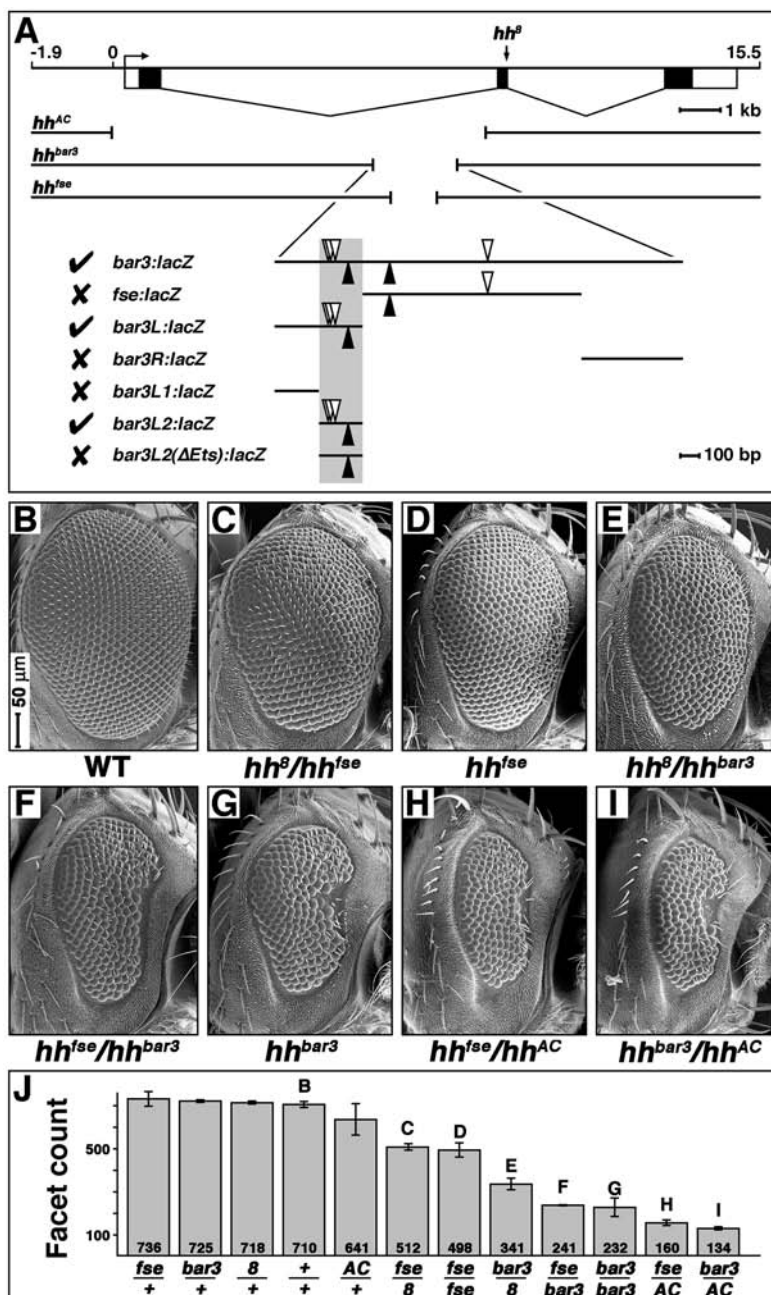 A
-1.9 0 hh⁸ 15.5
1 kb
hhᴬᶜ
hhᵇᵃʳ³
hhᶠˢᵉ
✔ bar3:lacZ
✘ fse:lacZ
✔ bar3L:lacZ
✘ bar3R:lacZ
✘ bar3L1:lacZ
✔ bar3L2:lacZ
✘ bar3L2(ΔEts):lacZ
100 bp
B C D E
50 µm
WT hh⁸/hhᶠˢᵉ hhᶠˢᵉ hh⁸/hhᵇᵃʳ³
F G H I
hhᶠˢᵉ/hhᵇᵃʳ³ hhᵇᵃʳ³ hhᶠˢᵉ/hhᴬᶜ hhᵇᵃʳ³/hhᴬᶜ
J
Facet count
500
100
B C D E F G H I
736 725 718 710 641 512 498 341 241 232 160 134
fse bar3 8 + AC fse fse bar3 fse bar3 fse bar3
+ + + + + 8 fse 8 bar3 bar3 AC AC